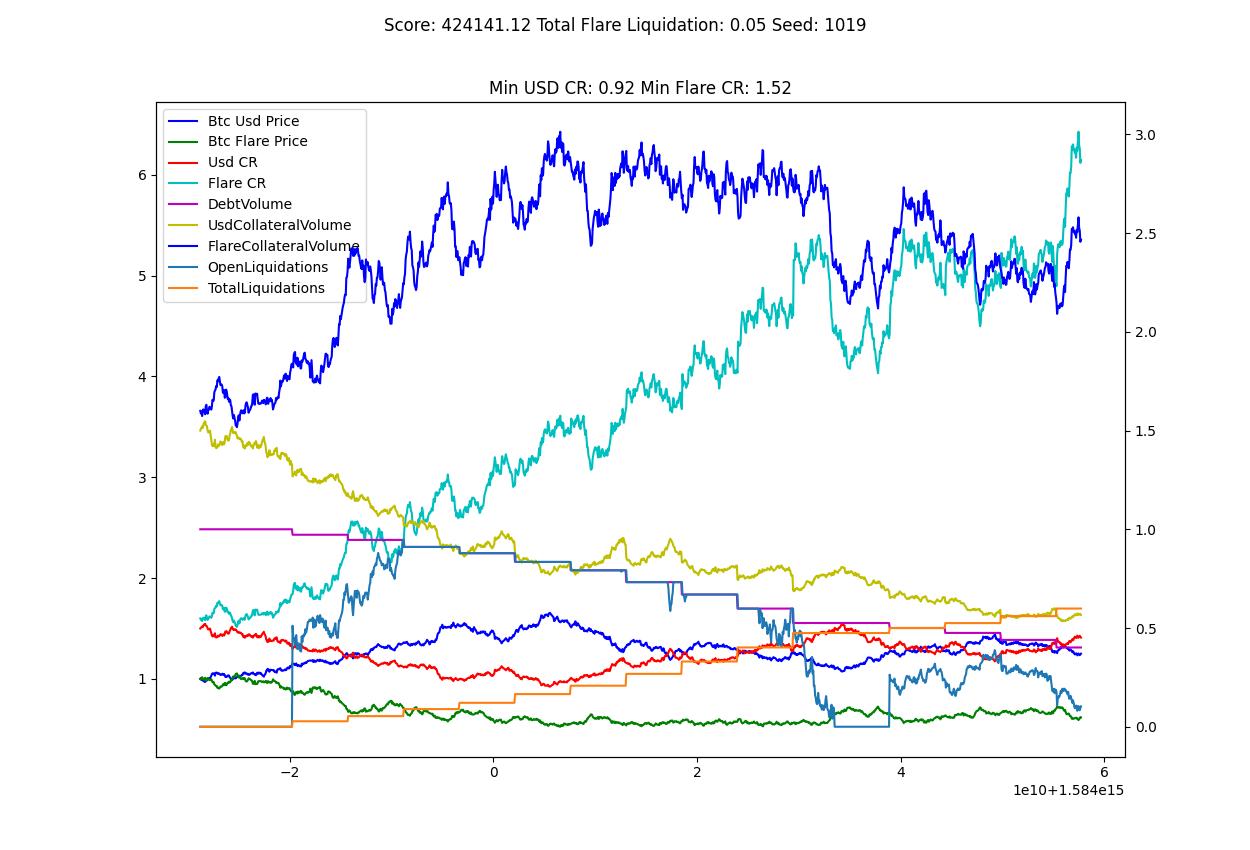 Score: 424141.12 Total Flare Liquidation: 0.05 Seed: 1019
Min USD CR: 0.92 Min Flare CR: 1.52
Btc Usd Price
Btc Flare Price
Usd CR
Flare CR
DebtVolume
UsdCollateralVolume
FlareCollateralVolume
OpenLiquidations
TotalLiquidations
6
5
4
3
2
1
3.0
2.5
2.0
1.5
1.0
0.5
0.0
−2 0 2 4 6
1e10+1.584e15